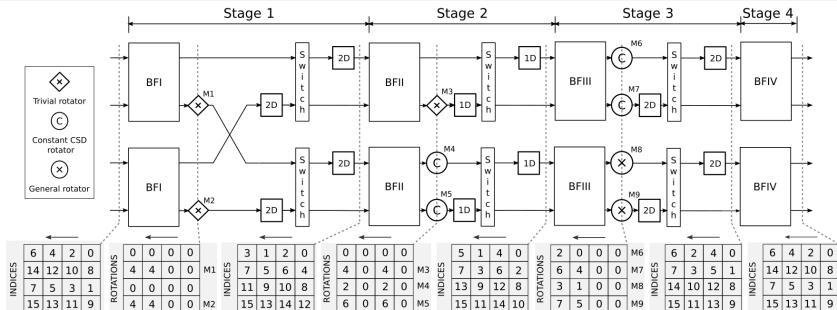 Stage 1 Stage 2 Stage 3 Stage 4
BFI Switch 2D BFII Switch 1D BFIII C M6 2D Switch BFIV
M1 2D M3 1D C M7 2D
Trivial rotator
C
Constant CSD
rotator
General rotator
BFI Switch 2D BFII C M4 Switch 1D BFIII M8 Switch 2D BFIV
M2 2D C M5 1D M9 2D
INDICES ROTATIONS INDICES ROTATIONS INDICES ROTATIONS INDICES INDICES
6 4 2 0 0 0 0 0 3 1 2 0 0 0 0 0 5 1 4 0 2 0 0 0 M6 6 2 4 0 6 4 2 0
14 12 10 8 4 4 0 0 M1 7 5 6 4 4 0 4 0 M3 7 3 6 2 6 4 0 0 M7 7 3 5 1 14 12 10 8
7 5 3 1 0 0 0 0 11 9 10 8 2 0 2 0 M4 13 9 12 8 3 1 0 0 M8 14 10 12 8 7 5 3 1
15 13 11 9 4 4 0 0 M2 15 13 14 12 6 0 6 0 M5 15 11 14 10 7 5 0 0 M9 15 11 13 9 15 13 11 9